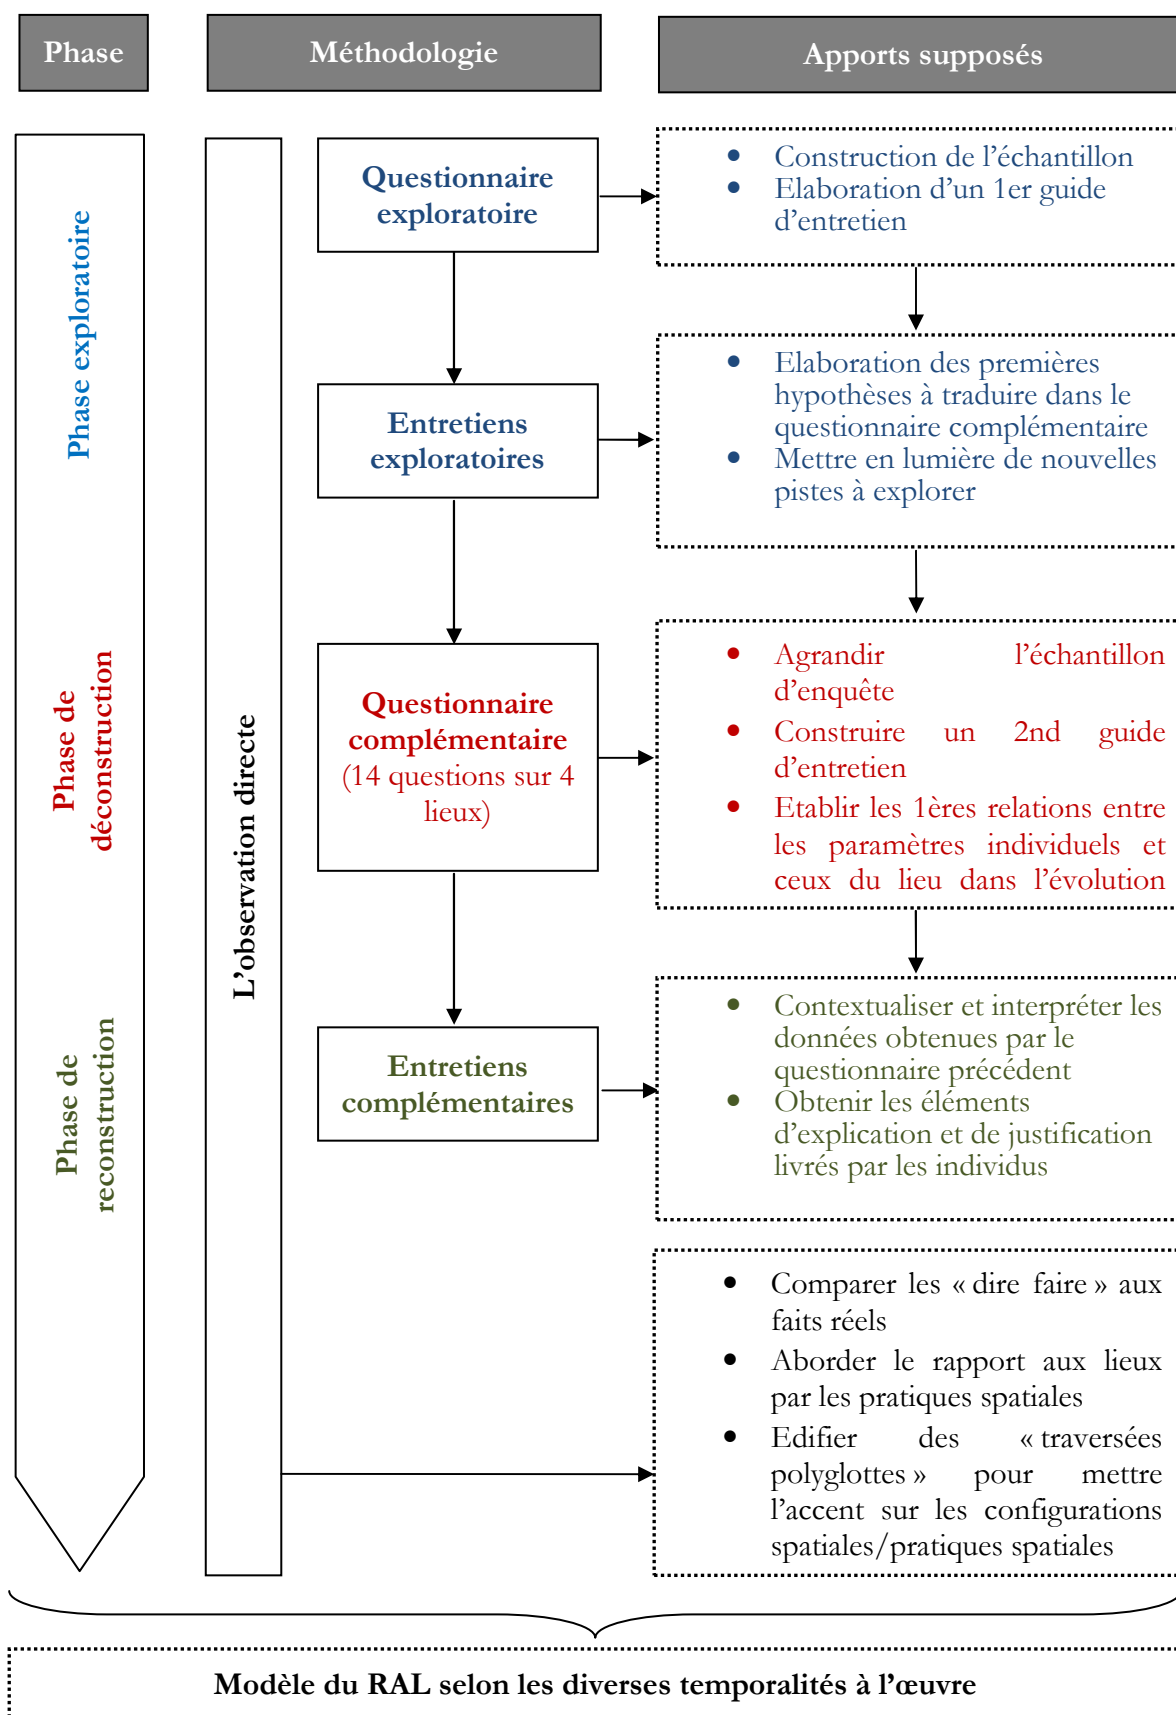 Phase
Méthodologie
Apports supposés
Phase exploratoire
Phase de
déconstruction
Phase de
reconstruction
L'observation directe
Questionnaire
exploratoire
• Construction de l'échantillon
• Elaboration d'un 1er guide
d'entretien
Entretiens
exploratoires
• Elaboration des premières
hypothèses à traduire dans le
questionnaire complémentaire
• Mettre en lumière de nouvelles
pistes à explorer
Questionnaire
complémentaire
(14 questions sur 4
lieux)
• Agrandir l'échantillon
d'enquête
• Construire un 2nd guide
d'entretien
• Etablir les 1ères relations entre
les paramètres individuels et
ceux du lieu dans l'évolution
Entretiens
complémentaires
• Contextualiser et interpréter les
données obtenues par le
questionnaire précédent
• Obtenir les éléments
d'explication et de justification
livrés par les individus
• Comparer les « dire faire » aux
faits réels
• Aborder le rapport aux lieux
par les pratiques spatiales
• Edifier des « traversées
polyglottes » pour mettre
l'accent sur les configurations
spatiales/pratiques spatiales
Modèle du RAL selon les diverses temporalités à l'œuvre